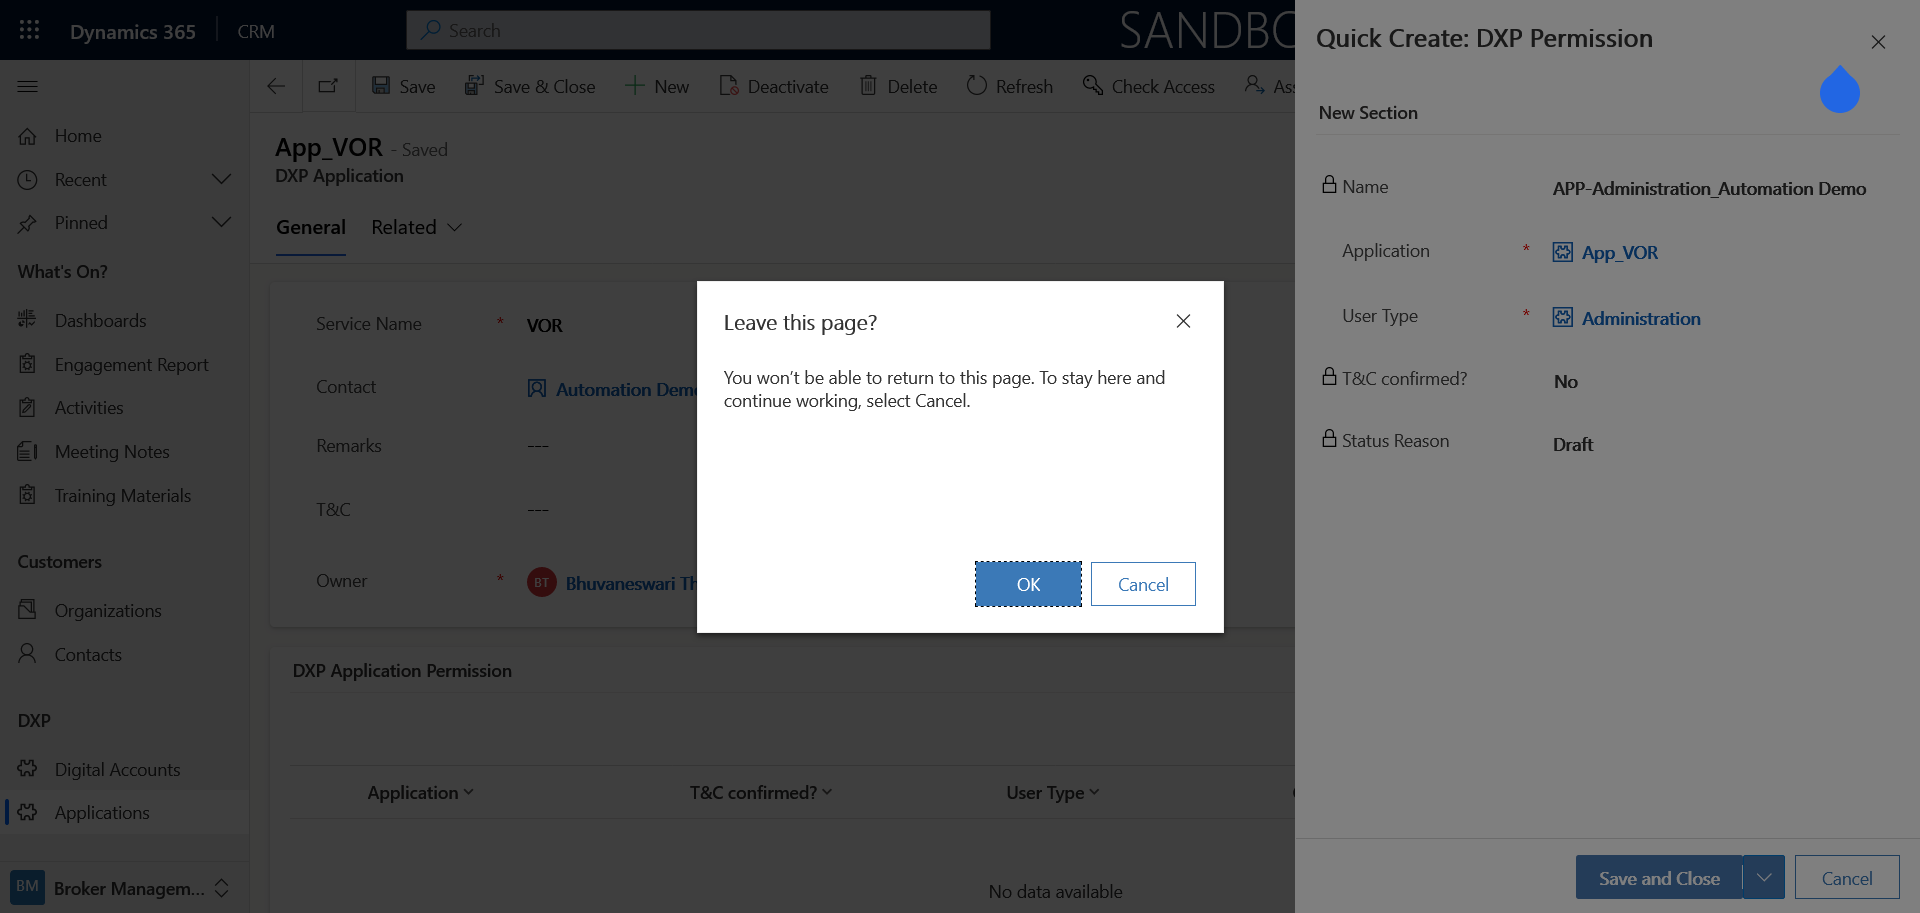 Dynamics 365
CRM
Search
SANDBO
Save
Save & Close
New
Deactivate
Delete
Refresh
Check Access
Ass
Home
Recent
Pinned
What's On?
Dashboards
Engagement Report
Activities
Meeting Notes
Training Materials
Customers
Organizations
Contacts
DXP
Digital Accounts
Applications
BM
Broker Managem...
App_VOR - Saved
DXP Application
General
Related
Service Name * VOR
Contact Automation Demo
Remarks ---
T&C ---
Owner * BT Bhuvaneswari Th
DXP Application Permission
Application
T&C confirmed?
User Type
No data available
Leave this page?
You won't be able to return to this page. To stay here and
continue working, select Cancel.
OK
Cancel
Quick Create: DXP Permission
New Section
Name APP-Administration_Automation Demo
Application * App_VOR
User Type * Administration
T&C confirmed? No
Status Reason Draft
Save and Close
Cancel